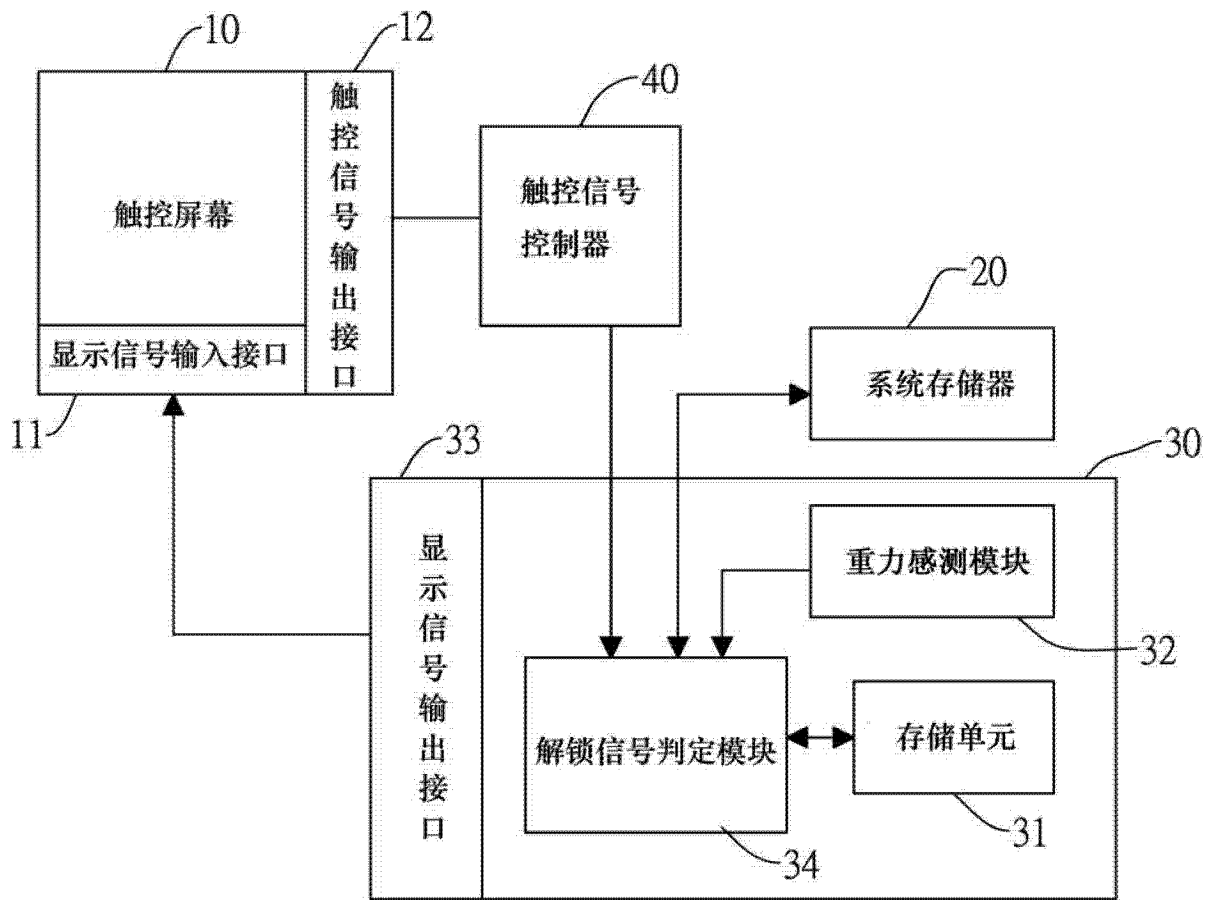 10
12
40
触控屏幕
触控信号输出接口
触控信号
控制器
显示信号输入接口
11
20
系统存储器
33
30
显示信号输出接口
重力感测模块
32
解锁信号判定模块
存储单元
31
34